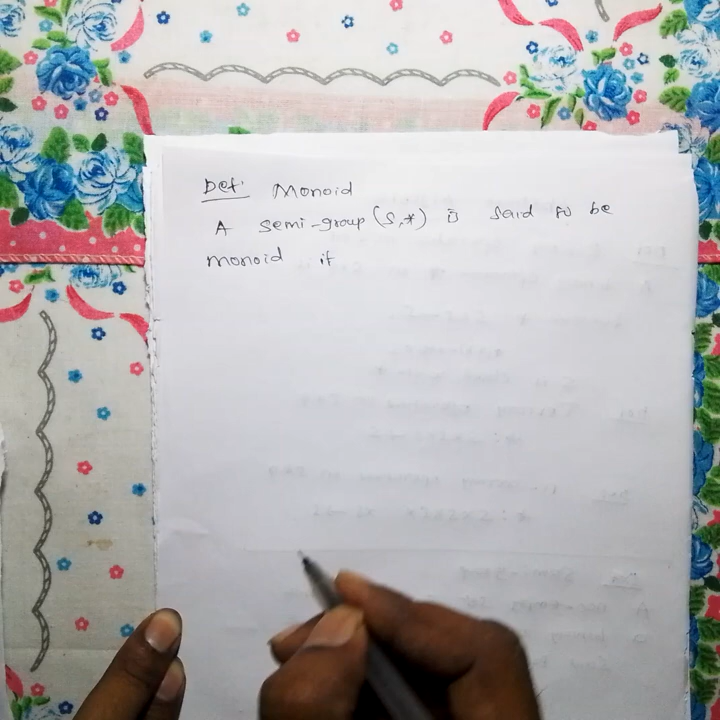 Def: Monoid
A semi-group (S,*) is said to be
monoid if